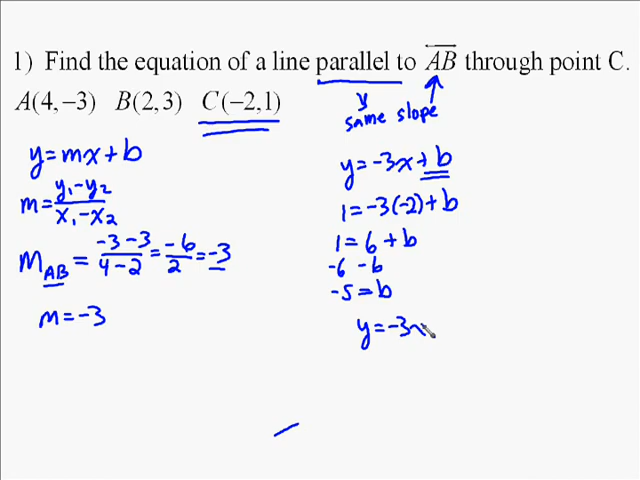 1) Find the equation of a line parallel to AB through point C.
A(4,−3) B(2,3) C(−2,1)
same slope
y=mx+b
m=y₁-y₂/x₁-x₂
m_AB = -3-3/4-2 = -6/2 = -3
m=-3
y=-3x+b
1=-3(-2)+b
1=6+b
-6 -6
-5=b
y=-3x